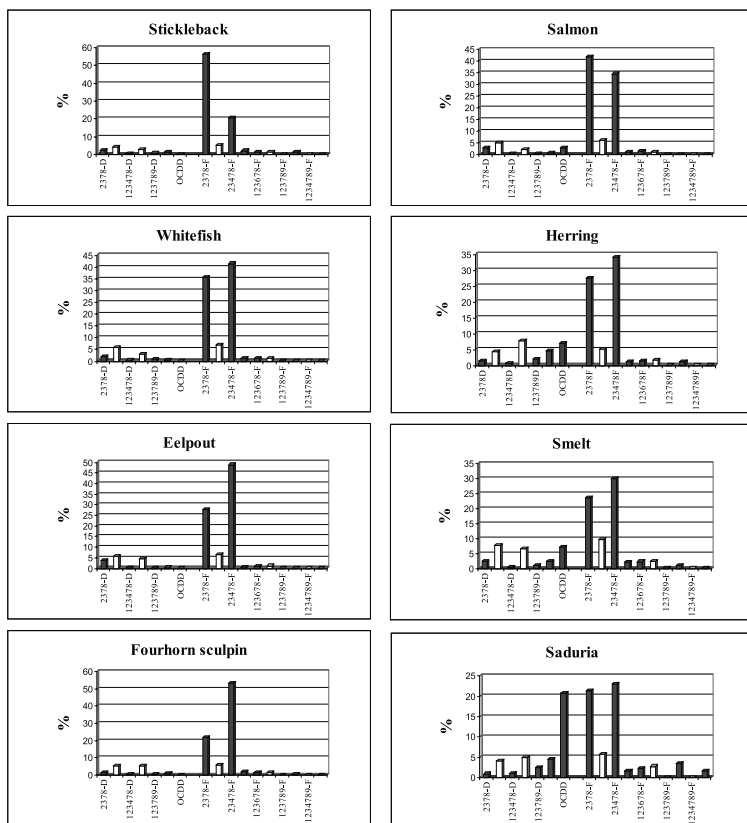 Stickleback
%
60
50
40
30
20
10
0
2378-D
123478-D
123789-D
OCDD
2378-F
23478-F
123678-F
123789-F
1234789-F
Salmon
%
45
40
35
30
25
20
15
10
5
0
2378-D
123478-D
123789-D
OCDD
2378-F
23478-F
123678-F
123789-F
1234789-F
Whitefish
%
45
40
35
30
25
20
15
10
5
0
2378-D
123478-D
123789-D
OCDD
2378-F
23478-F
123678-F
123789-F
1234789-F
Herring
%
35
30
25
20
15
10
5
0
2378D
123478D
123789D
OCDD
2378F
23478F
123678F
123789F
1234789F
Eelpout
%
50
45
40
35
30
25
20
15
10
5
0
2378-D
123478-D
123789-D
OCDD
2378-F
23478-F
123678-F
123789-F
1234789-F
Smelt
%
35
30
25
20
15
10
5
0
2378-D
123478-D
123789-D
OCDD
2378-F
23478-F
123678-F
123789-F
1234789-F
Fourhorn sculpin
%
60
50
40
30
20
10
0
2378-D
123478-D
123789-D
OCDD
2378-F
23478-F
123678-F
123789-F
1234789-F
Saduria
%
25
20
15
10
5
0
2378-D
123478-D
123789-D
OCDD
2378-F
23478-F
123678-F
123789-F
1234789-F